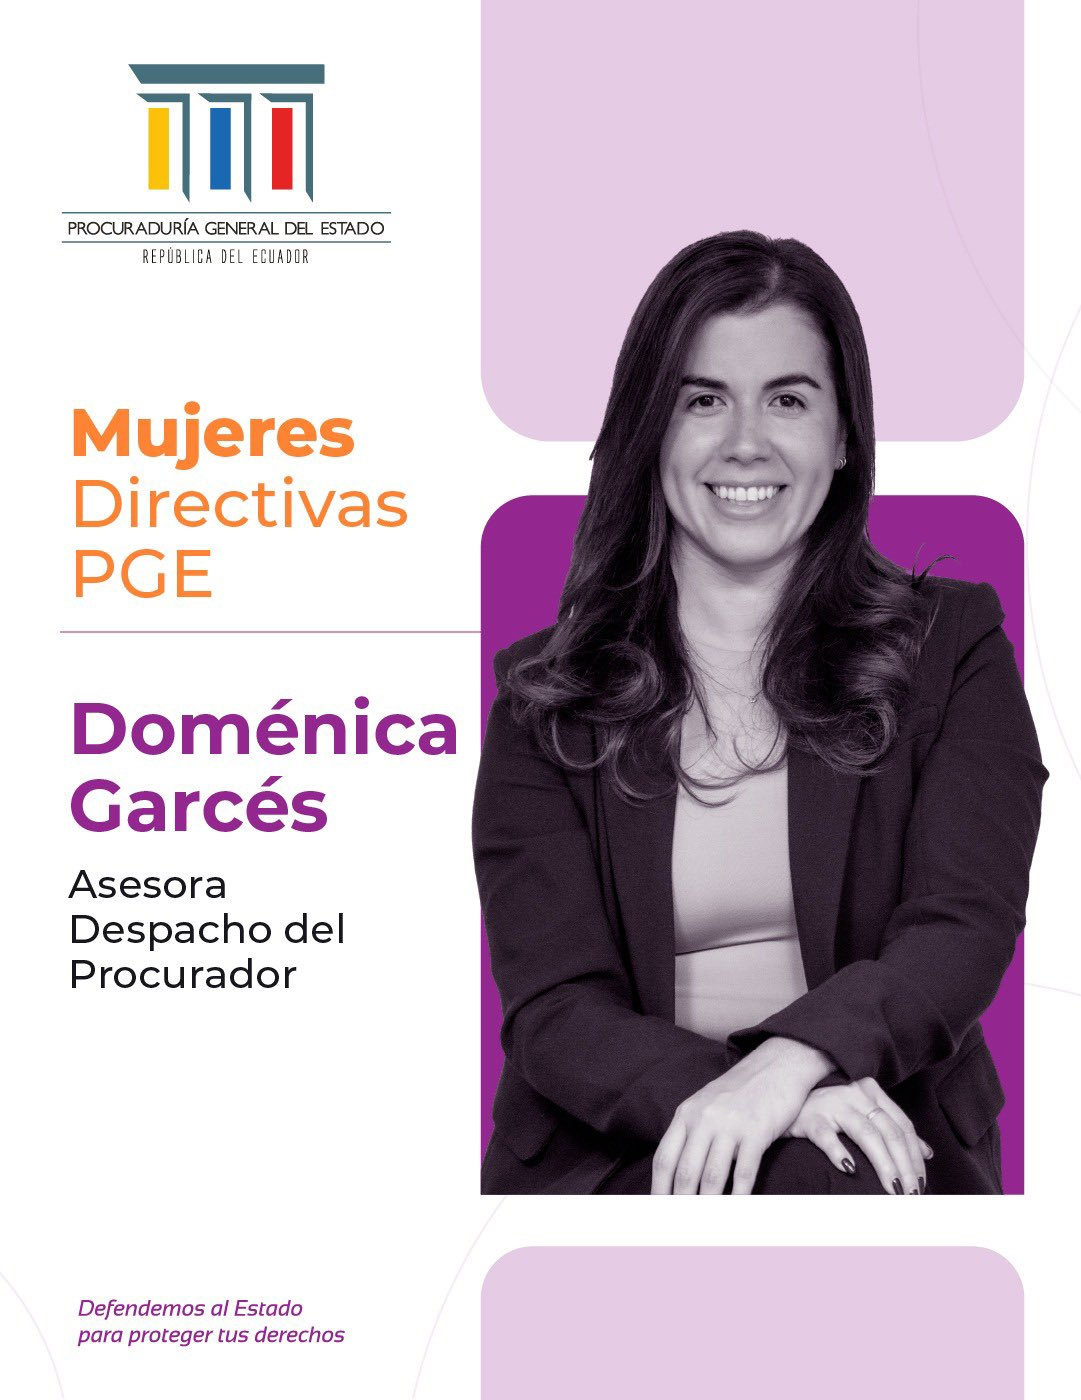 PROCURADURÍA GENERAL DEL ESTADO
REPÚBLICA DEL ECUADOR
Mujeres
Directivas
PGE
Doménica
Garcés
Asesora
Despacho del
Procurador
Defendemos al Estado
para proteger tus derechos